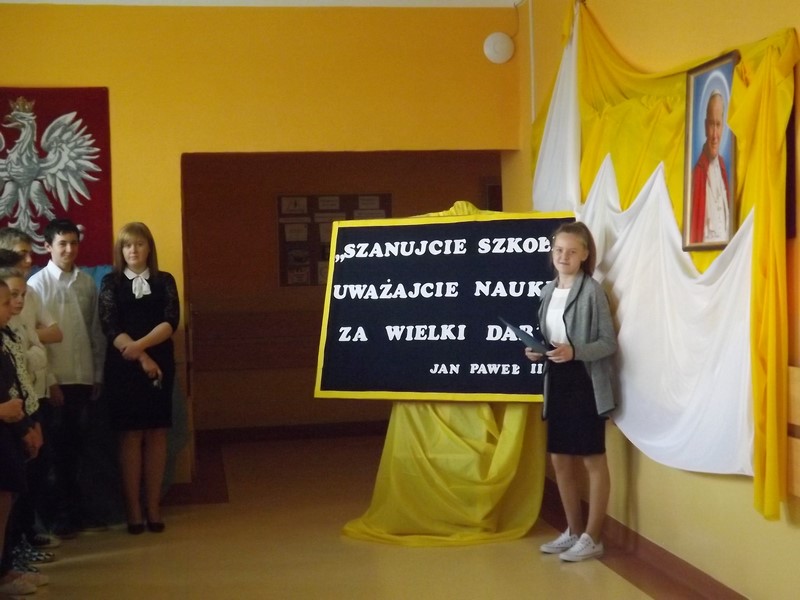 „SZANUJCIE SZKOŁ
UWAŻAJCIE NAUK
ZA WIELKI DAR
JAN PAWEŁ II